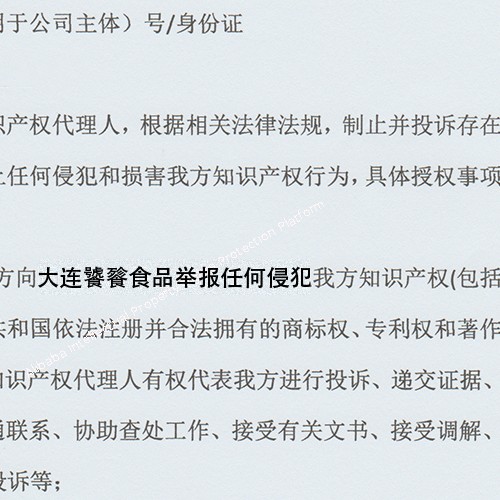 用于公司主体）号/身份证
识产权代理人，根据相关法律法规，制止并投诉存在
上任何侵犯和损害我方知识产权行为，具体授权事项
方向大连饕餮食品举报任何侵犯我方知识产权(包括
共和国依法注册并合法拥有的商标权、专利权和著作
知识产权代理人有权代表我方进行投诉、递交证据、
通联系、协助查处工作、接受有关文书、接受调解、
投诉等；
Alibaba Intellectual Property Protection Platform